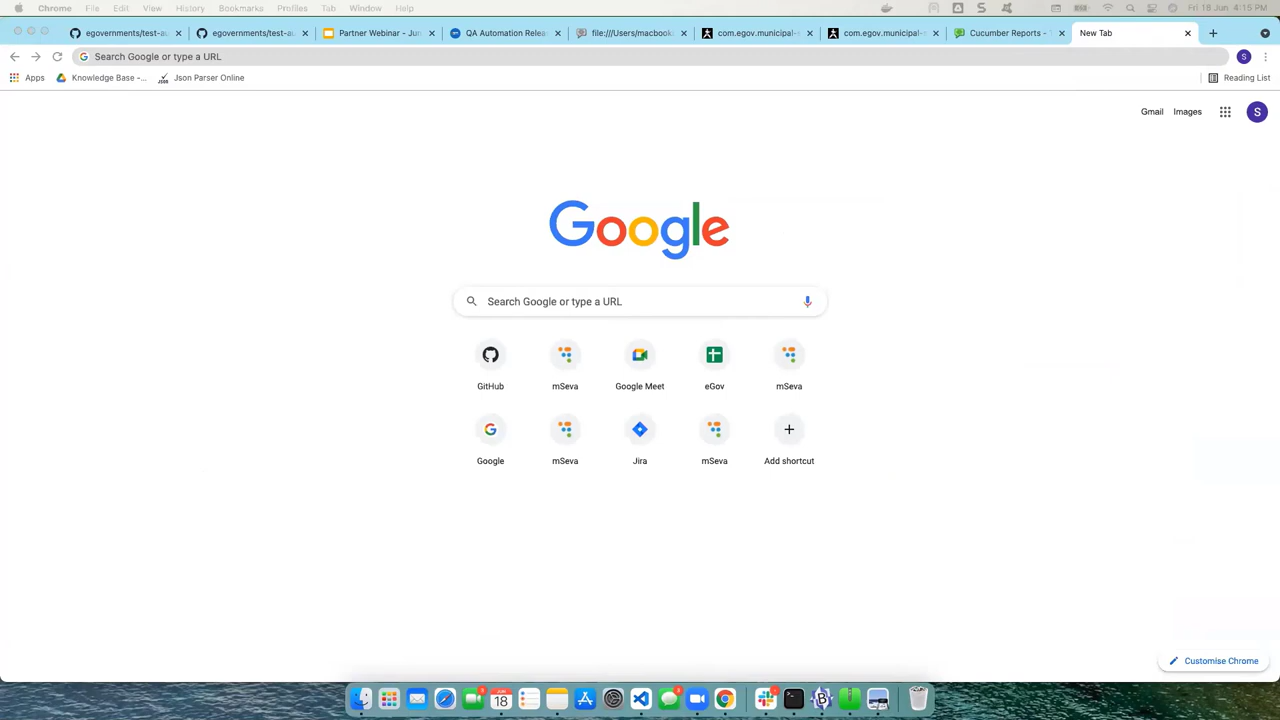 Chrome File Edit View History Bookmarks Profiles Tab Window Help Fri 18 Jun 4:15 PM
egovernments/test-au egovernments/test-au Partner Webinar - Jun QA Automation Releas file:///Users/macbook com.egov.municipal-s com.egov.municipal-s Cucumber Reports - New Tab
Search Google or type a URL S
Apps Knowledge Base -... Json Parser Online Reading List
Gmail Images S
Google
Search Google or type a URL
GitHub mSeva Google Meet eGov mSeva
Google mSeva Jira mSeva Add shortcut
Customise Chrome